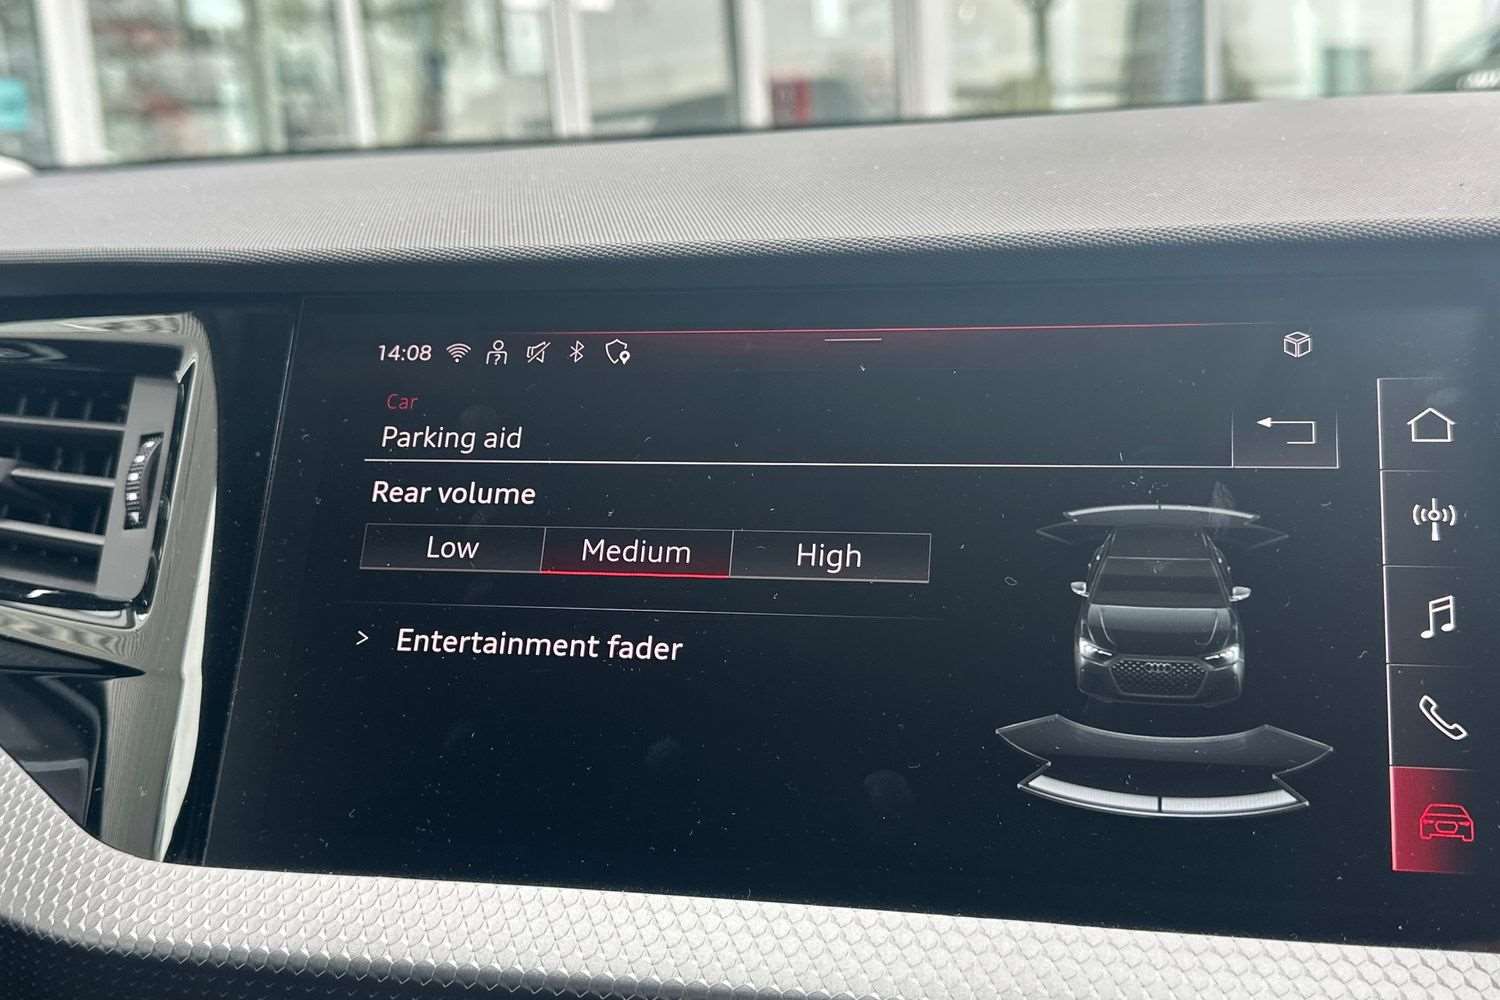 14:08
Car
Parking aid
Rear volume
Low Medium High
> Entertainment fader